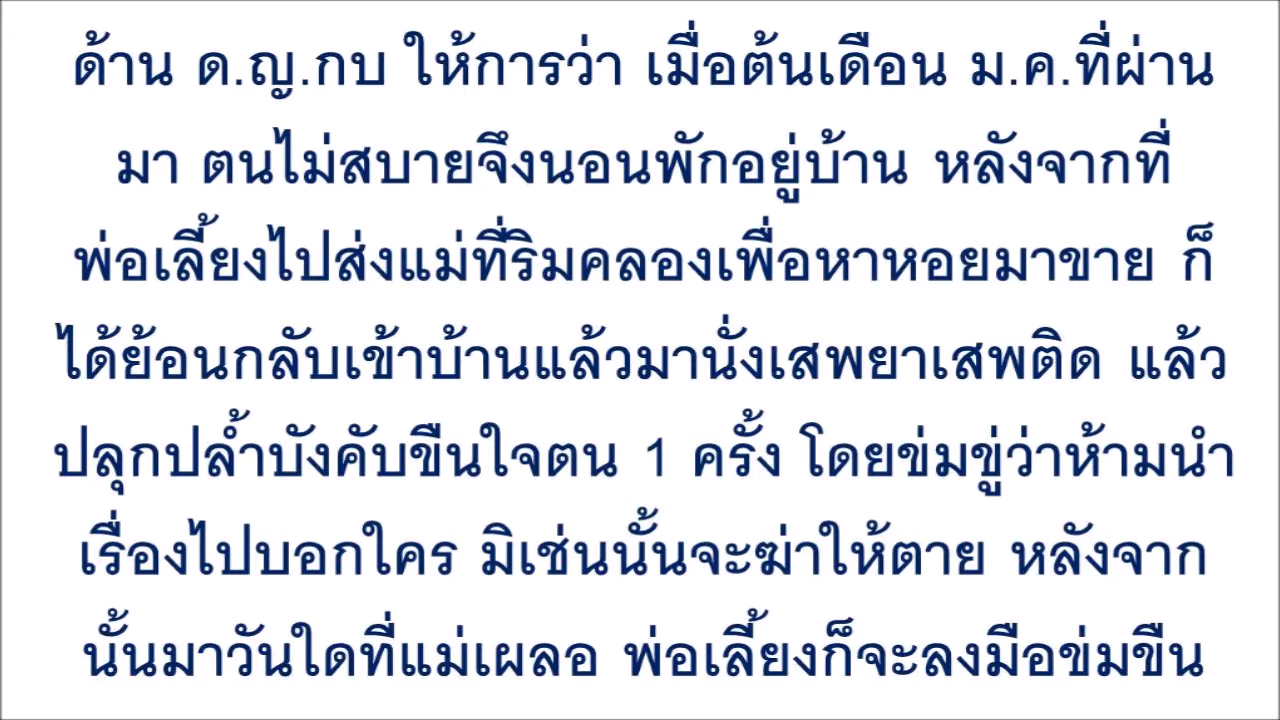 ด้าน ด.ญ.กบ ให้การว่า เมื่อต้นเดือน ม.ค.ที่ผ่าน
มา ตนไม่สบายจึงนอนพักอยู่บ้าน หลังจากที่
พ่อเลี้ยงไปส่งแม่ที่ริมคลองเพื่อหาหอยมาขาย ก็
ได้ย้อนกลับเข้าบ้านแล้วมานั่งเสพยาเสพติด แล้ว
ปลุกปล้ำบังคับขืนใจตน 1 ครั้ง โดยข่มขู่ว่าห้ามนำ
เรื่องไปบอกใคร มิเช่นนั้นจะฆ่าให้ตาย หลังจาก
นั้นมาวันใดที่แม่เผลอ พ่อเลี้ยงก็จะลงมือข่มขืน